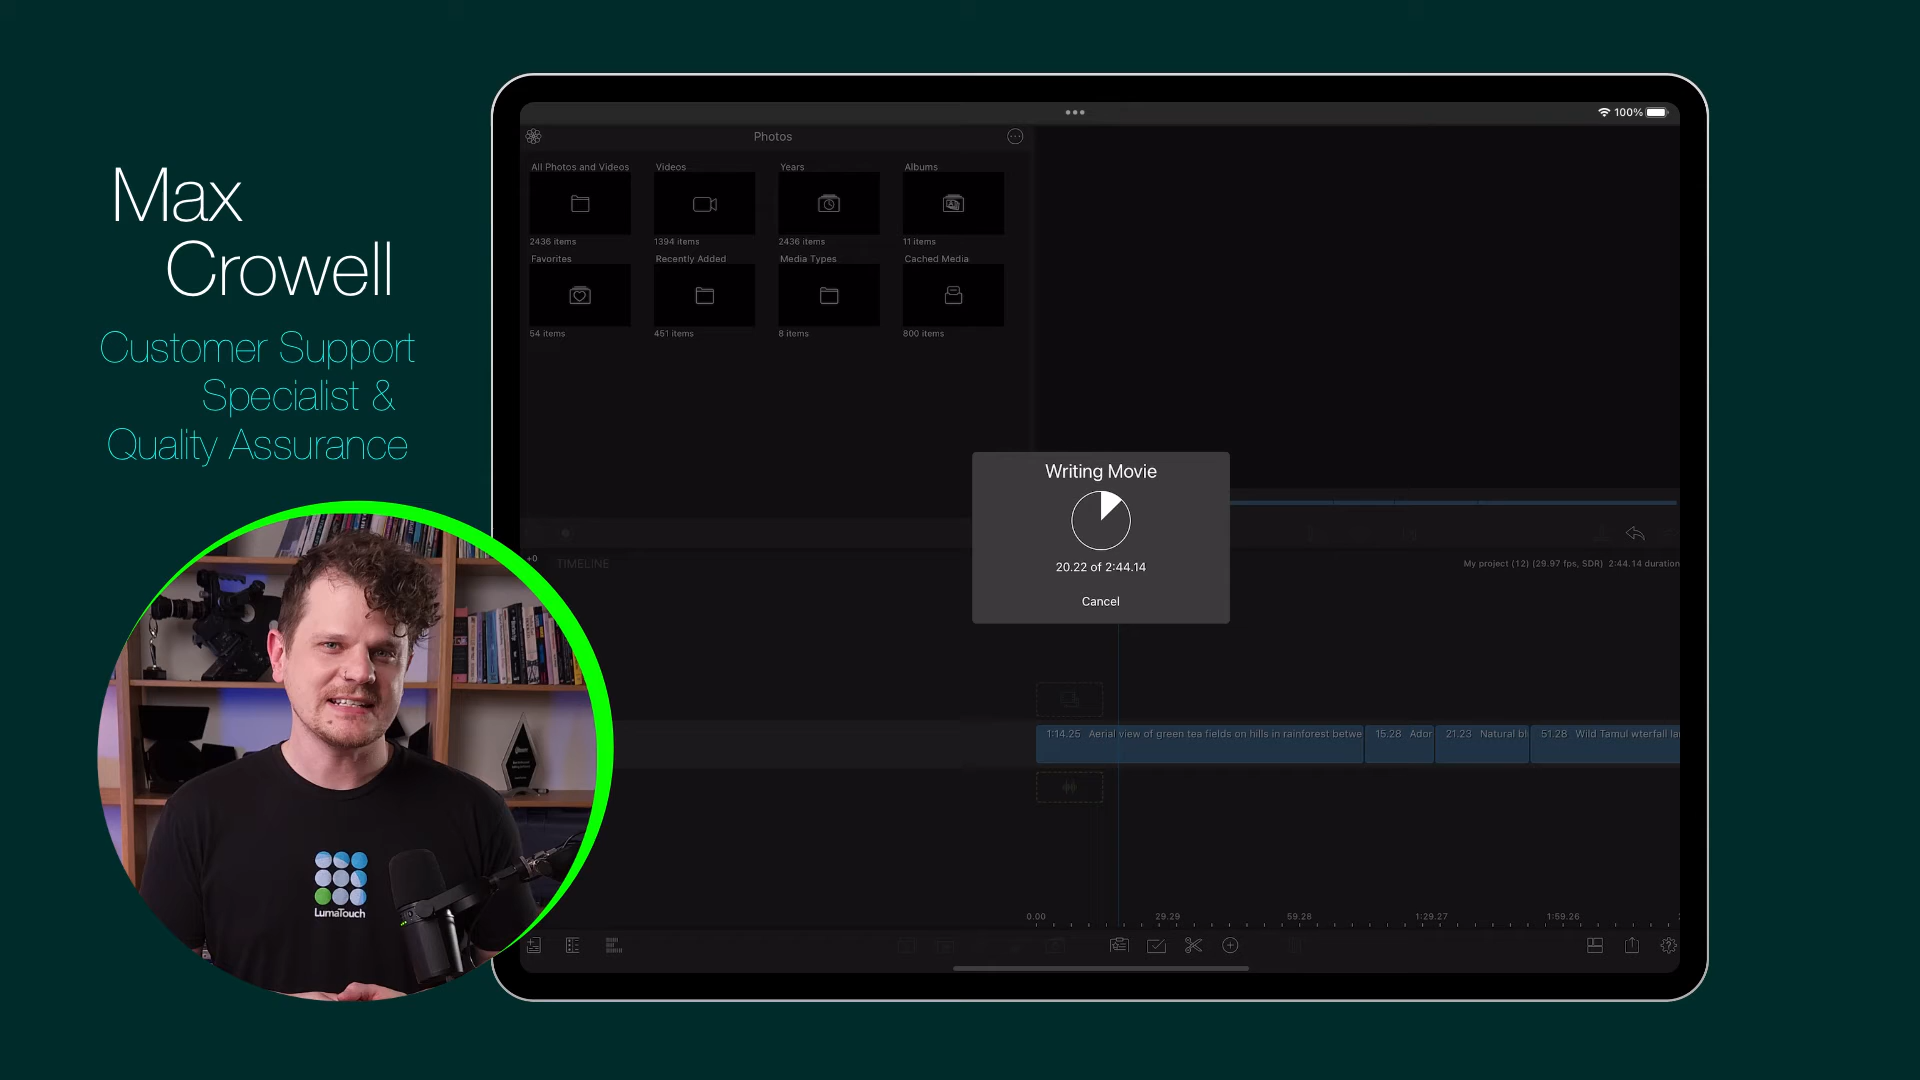 Max
Crowell
Customer Support
Specialist &
Quality Assurance
LumaTouch
100%
Photos
All Photos and Videos
Videos
Years
Albums
2436 items
1394 items
2436 items
11 items
Favorites
Recently Added
Media Types
Cached Media
54 items
451 items
8 items
800 items
Writing Movie
20.22 of 2:44.14
Cancel
+0
TIMELINE
My project (12) (29.97 fps, SDR) 2:44.14 duration
1:14.25 Aerial view of green tea fields on hills in rainforest betwe
15.28 Ador
21.23 Natural bl
51.28 Wild Tamul wterfall la
0.00
29.29
59.28
1:29.27
1:59.26